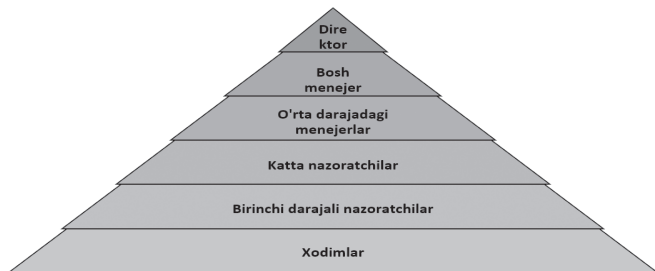 Dire
ktor
Bosh
menejer
O'rta darajadagi
menejerlar
Katta nazoratchilar
Birinchi darajali nazoratchilar
Xodimlar